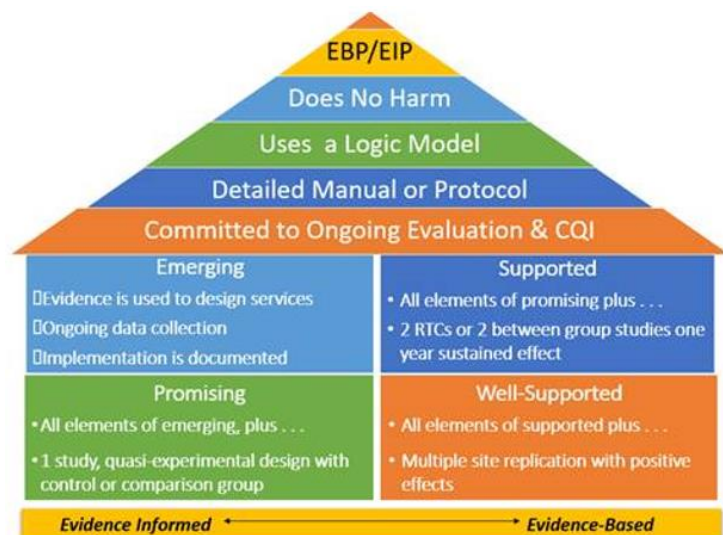 EBP/EIP
Does No Harm
Uses a Logic Model
Detailed Manual or Protocol
Committed to Ongoing Evaluation & CQI
Emerging
Evidence is used to design services
Ongoing data collection
Implementation is documented
Supported
• All elements of promising plus . . .
• 2 RTCs or 2 between group studies one
year sustained effect
Promising
• All elements of emerging, plus . . .
• 1 study, quasi-experimental design with
control or comparison group
Well-Supported
• All elements of supported plus . . .
• Multiple site replication with positive
effects
Evidence Informed
Evidence-Based